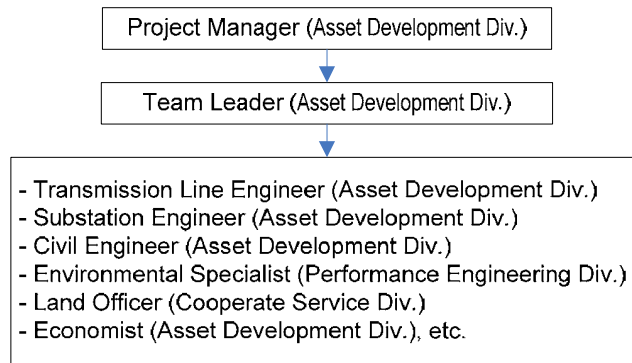 Project Manager (Asset Development Div.)
Team Leader (Asset Development Div.)
- Transmission Line Engineer (Asset Development Div.)
- Substation Engineer (Asset Development Div.)
- Civil Engineer (Asset Development Div.)
- Environmental Specialist (Performance Engineering Div.)
- Land Officer (Cooperate Service Div.)
- Economist (Asset Development Div.), etc.